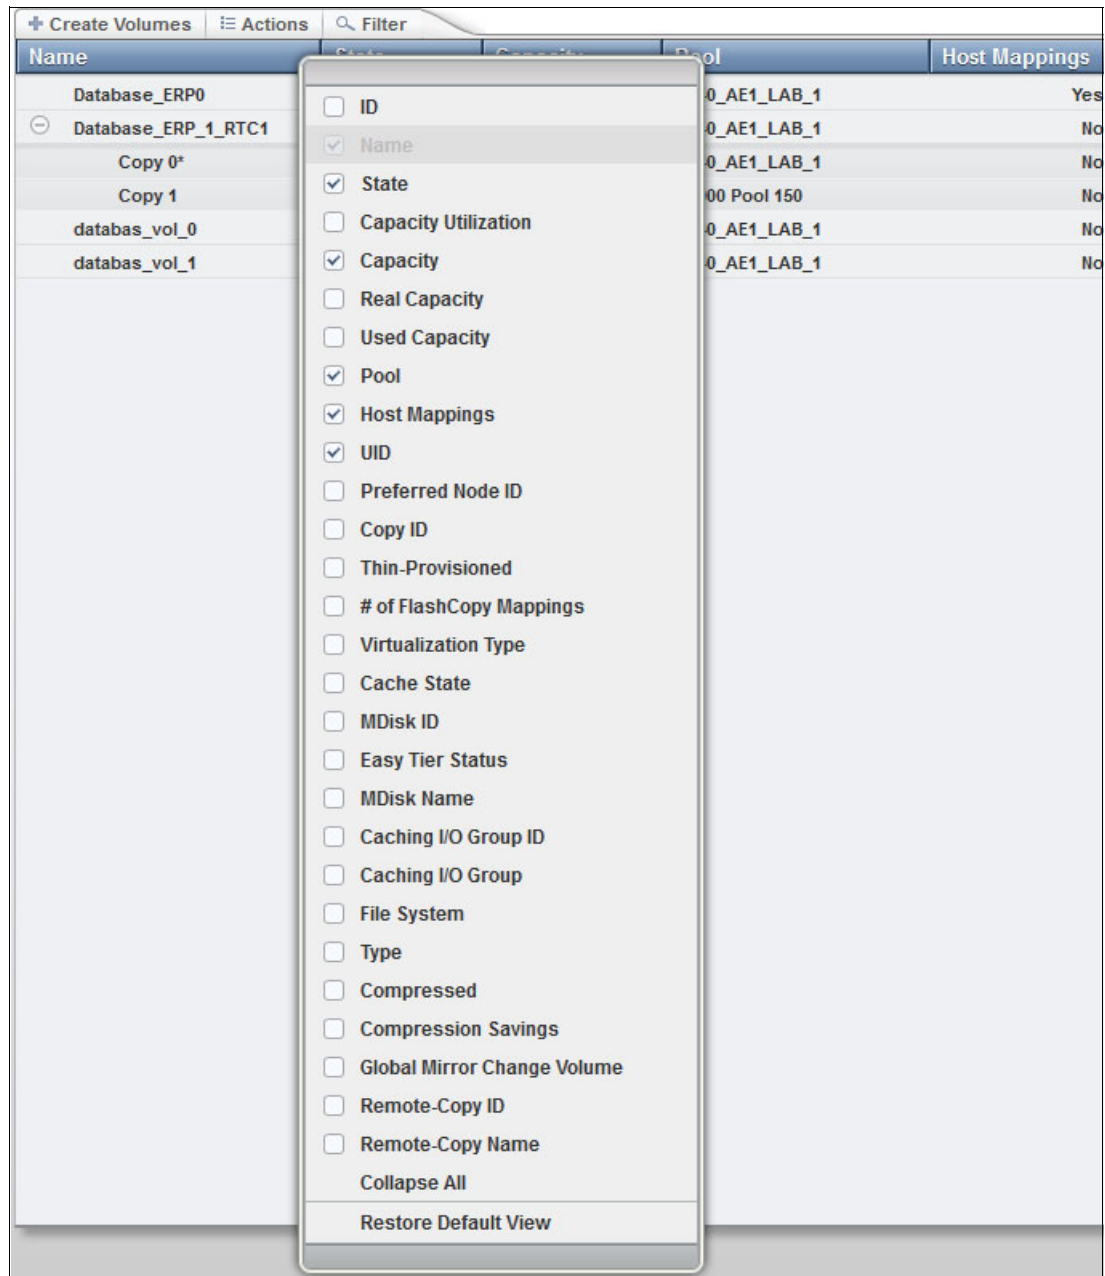 Create Volumes Actions Filter
Name State Capacity Pool Host Mappings
Database_ERP0 0_AE1_LAB_1 Yes
Database_ERP_1_RTC1 0_AE1_LAB_1 No
Copy 0* 0_AE1_LAB_1 No
Copy 1 00 Pool 150 No
databas_vol_0 0_AE1_LAB_1 No
databas_vol_1 0_AE1_LAB_1 No
ID
Name
State
Capacity Utilization
Capacity
Real Capacity
Used Capacity
Pool
Host Mappings
UID
Preferred Node ID
Copy ID
Thin-Provisioned
# of FlashCopy Mappings
Virtualization Type
Cache State
MDisk ID
Easy Tier Status
MDisk Name
Caching I/O Group ID
Caching I/O Group
File System
Type
Compressed
Compression Savings
Global Mirror Change Volume
Remote-Copy ID
Remote-Copy Name
Collapse All
Restore Default View